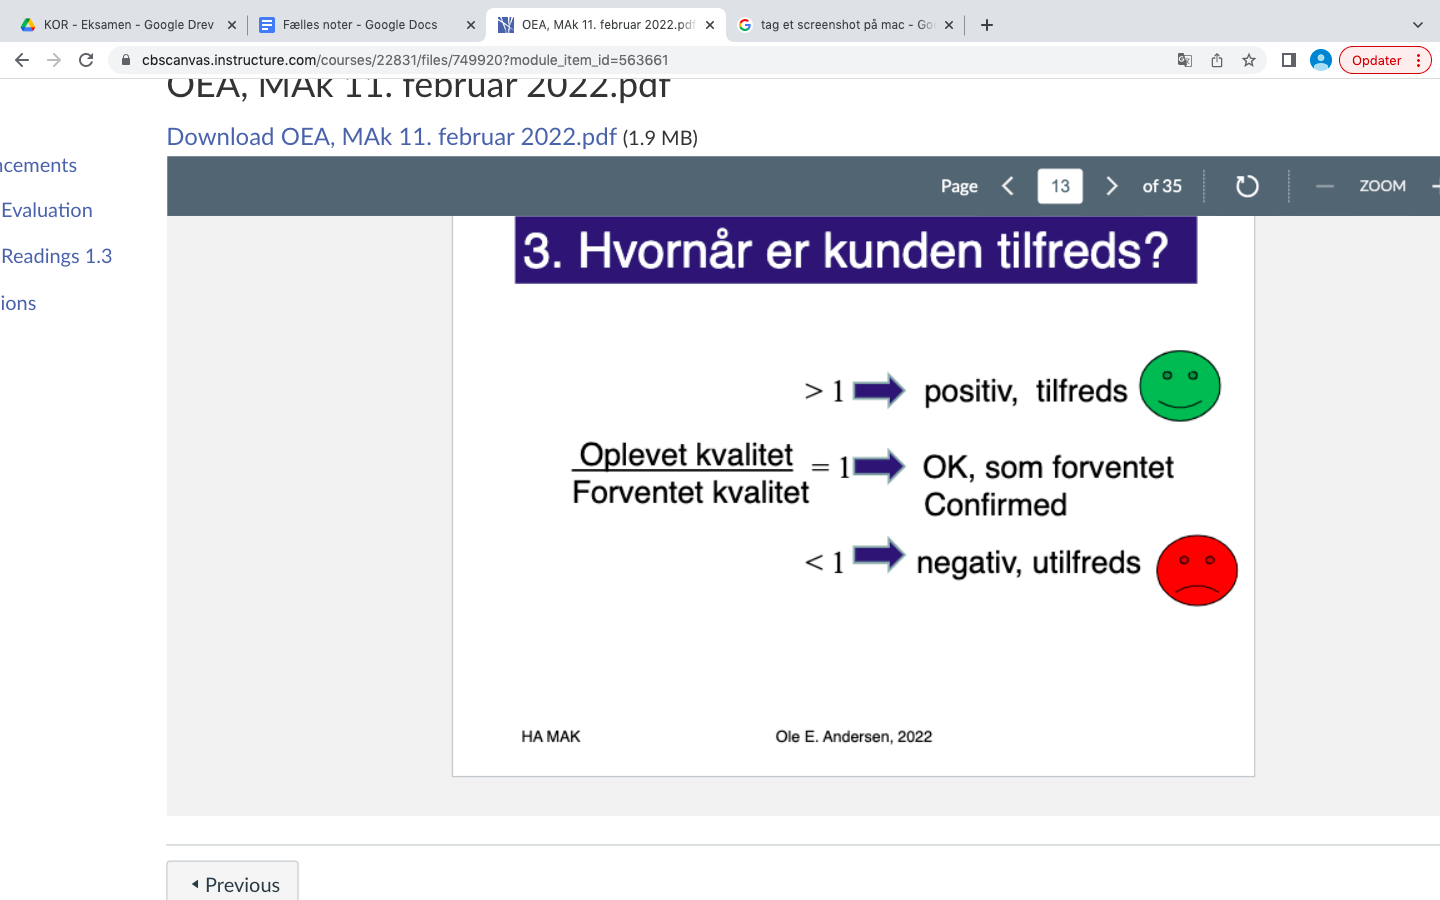 KOR - Eksamen - Google Drev
Fælles noter - Google Docs
OEA, MAk 11. februar 2022.pdf
tag et screenshot på mac - Goo
cbscanvas.instructure.com/courses/22831/files/749920?module_item_id=563661
Opdater
OEA, MAk 11. februar 2022.pdf
Download OEA, MAk 11. februar 2022.pdf (1.9 MB)
ncements
Evaluation
Readings 1.3
ions
Page 13 of 35 ZOOM
3. Hvornår er kunden tilfreds?
> 1 positiv, tilfreds
Oplevet kvalitet
Forventet kvalitet
= 1 OK, som forventet
Confirmed
< 1 negativ, utilfreds
HA MAK
Ole E. Andersen, 2022
Previous